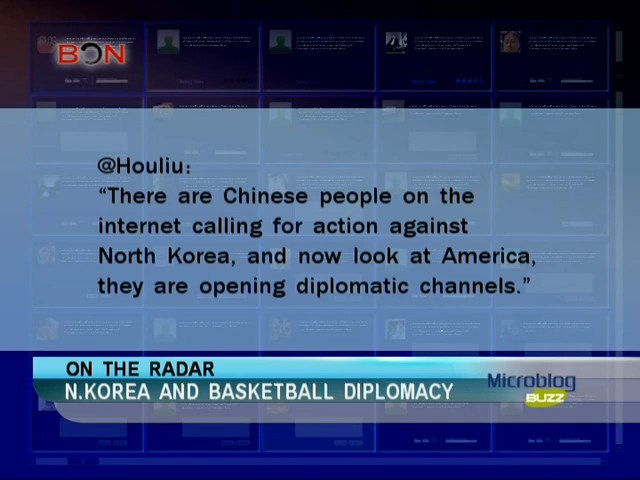 BON
@Houliu:
“There are Chinese people on the
internet calling for action against
North Korea, and now look at America,
they are opening diplomatic channels.”
ON THE RADAR
N.KOREA AND BASKETBALL DIPLOMACY
Microblog
BUZZ